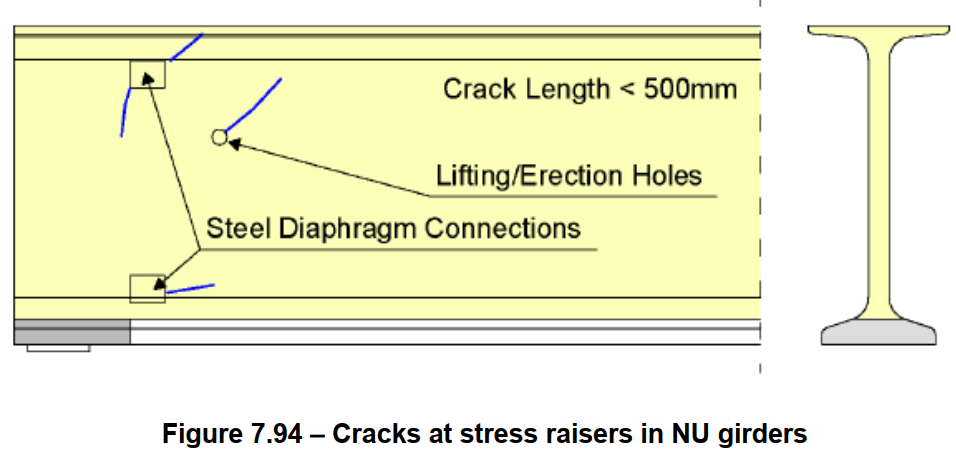 Crack Length < 500mm
Lifting/Erection Holes
Steel Diaphragm Connections
Figure 7.94 – Cracks at stress raisers in NU girders